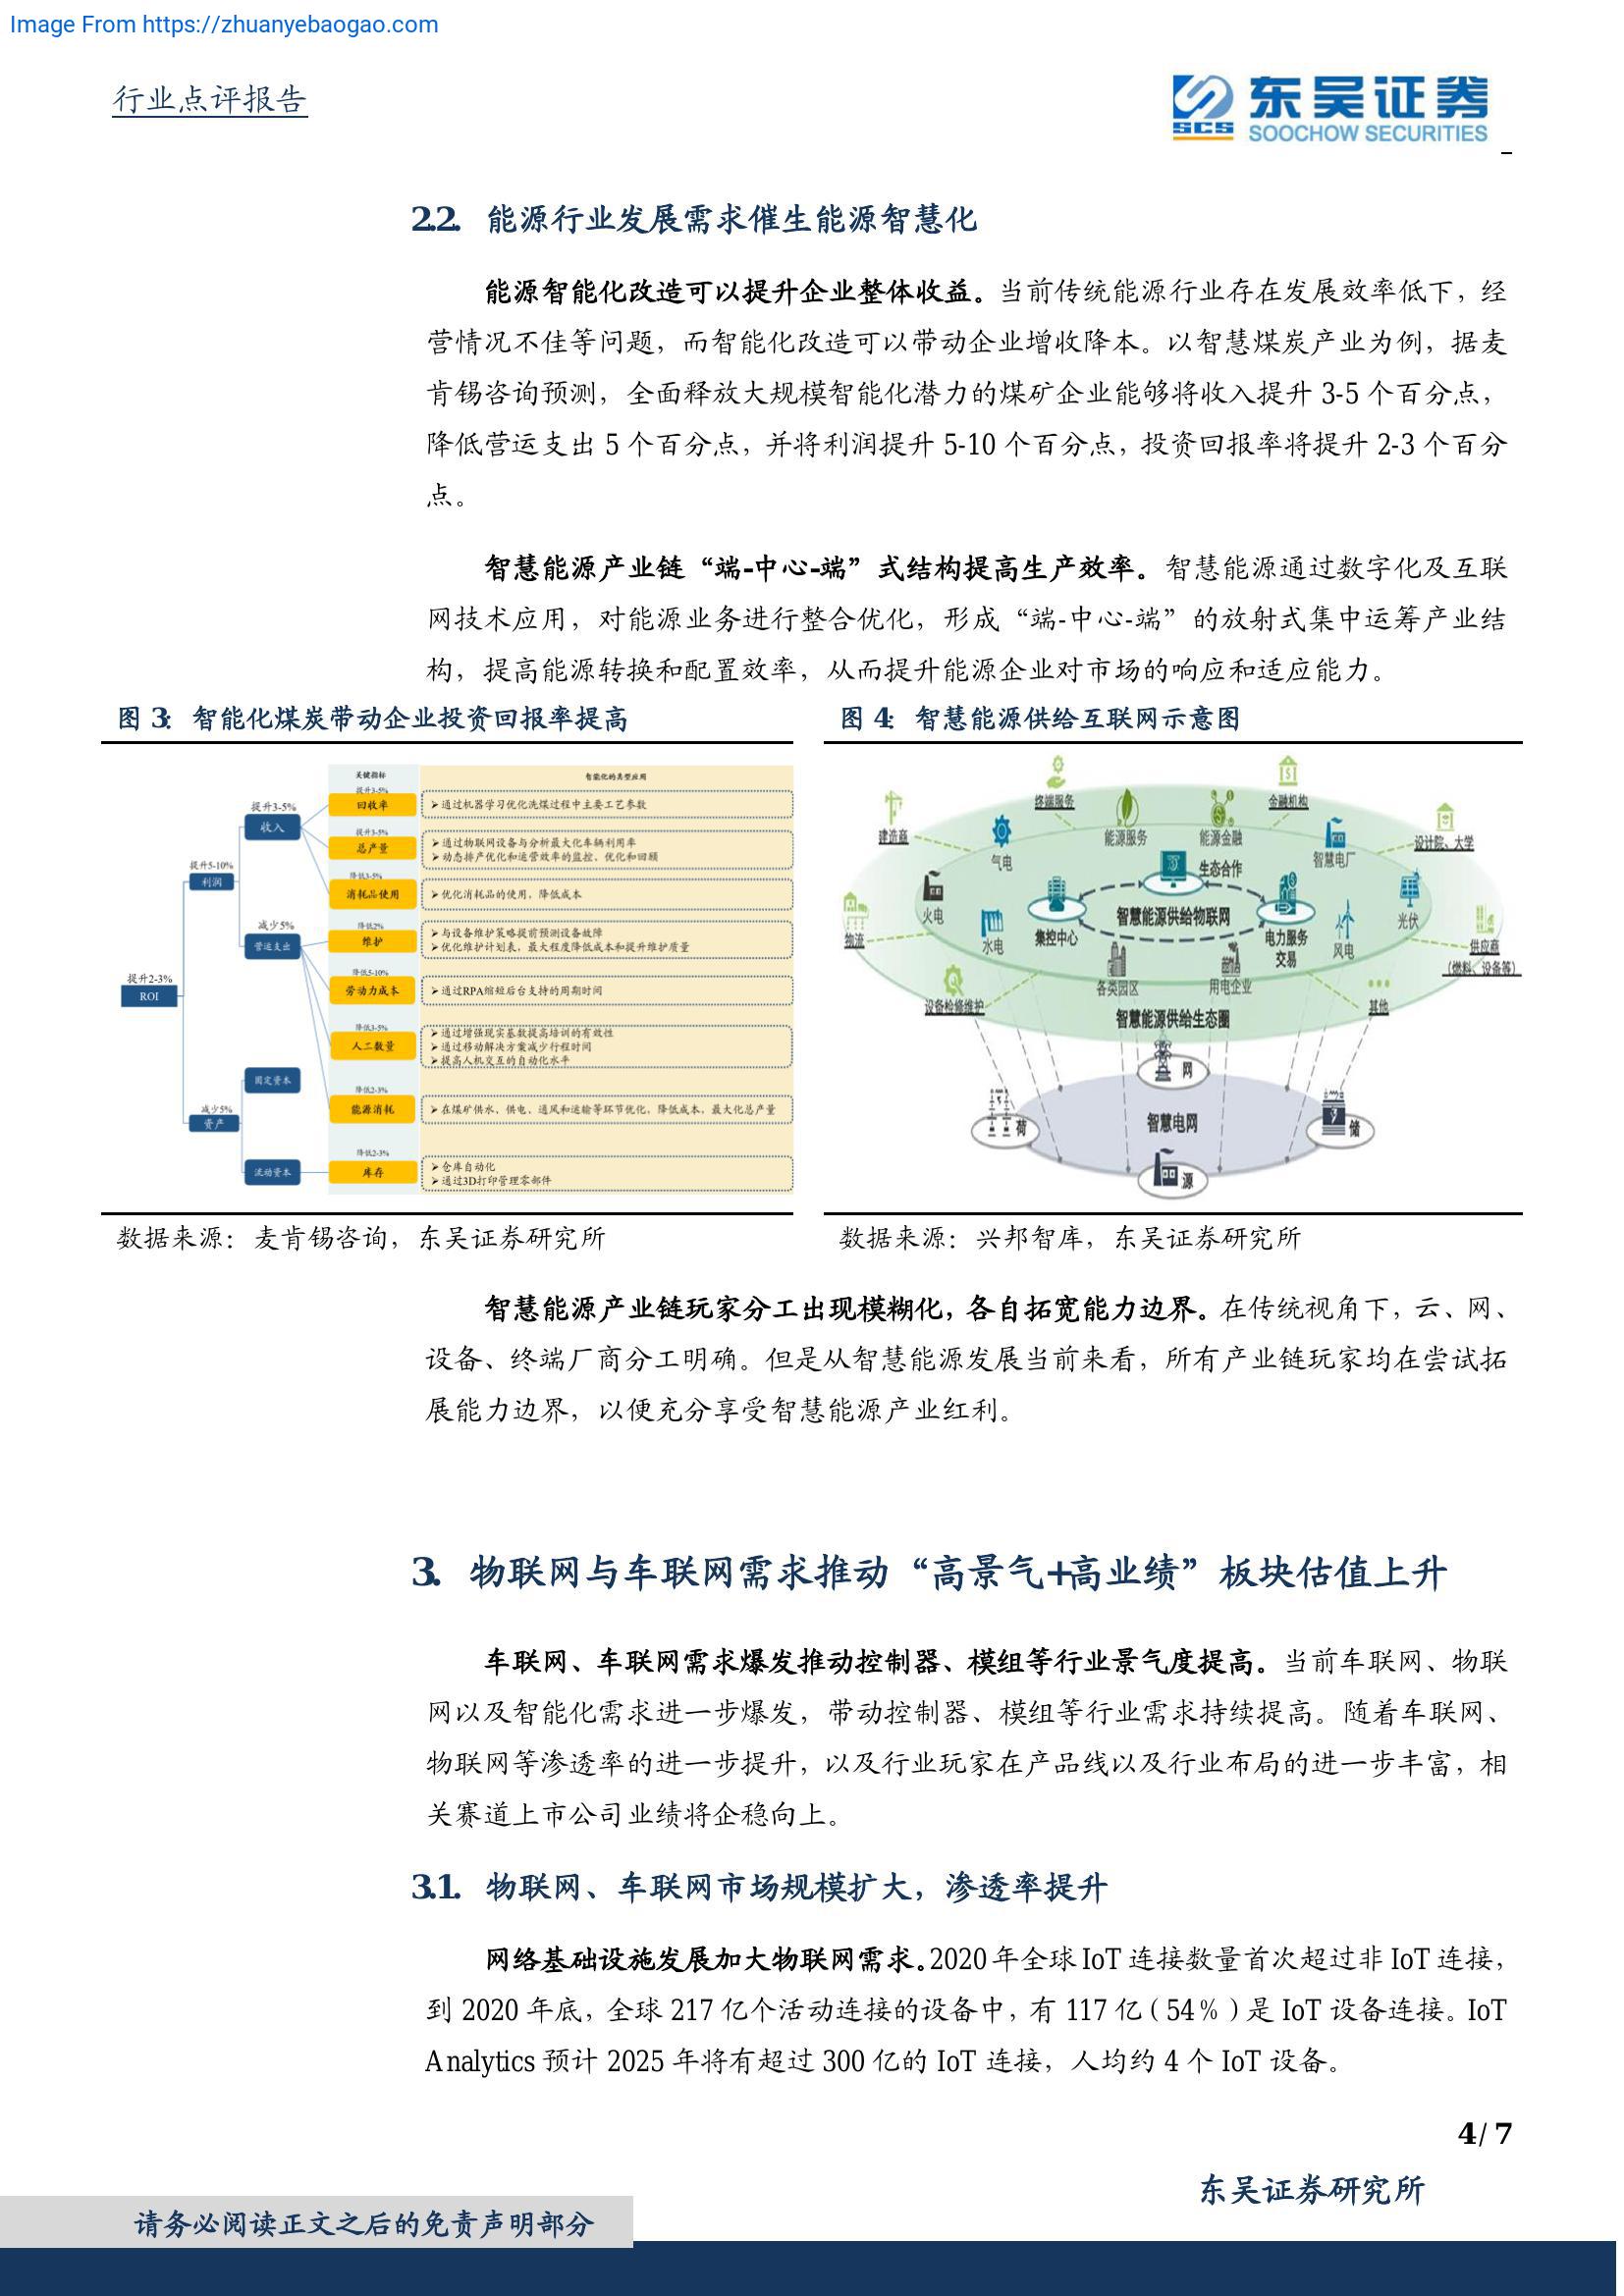 Image From https://zhuanyebaogao.com
行业点评报告
东吴证券
SCS
SOOCHOW SECURITIES
2.2. 能源行业发展需求催生能源智慧化
能源智能化改造可以提升企业整体收益。当前传统能源行业存在发展效率低下，经
营情况不佳等问题，而智能化改造可以带动企业增收降本。以智慧煤炭产业为例，据麦
肯锡咨询预测，全面释放大规模智能化潜力的煤矿企业能够将收入提升 3-5 个百分点，
降低营运支出 5 个百分点，并将利润提升 5-10 个百分点，投资回报率将提升 2-3 个百分
点。
智慧能源产业链“端-中心-端”式结构提高生产效率。智慧能源通过数字化及互联
网技术应用，对能源业务进行整合优化，形成“端-中心-端”的放射式集中运筹产业结
构，提高能源转换和配置效率，从而提升能源企业对市场的响应和适应能力。
图 3： 智能化煤炭带动企业投资回报率提高
关键指标
智能化的典型应用
提升2-3%
ROI
提升5-10%
利润
减少5%
资产
提升3-5%
收入
减少5%
营运支出
固定资本
流动资本
提升3-5%
回收率
➢通过机器学习优化洗煤过程中主要工艺参数
提升3-5%
总产量
➢通过物联网设备与分析最大化车辆利用率
➢动态排产优化和运营效率的监控、优化和回顾
降低3-5%
消耗品使用
➢优化消耗品的使用，降低成本
降低2%
维护
➢与设备维护策略提前预测设备故障
➢优化维护计划表，最大程度降低成本和提升维护质量
降低5-10%
劳动力成本
➢通过RPA缩短后台支持的周期时间
降低3-5%
人工数量
➢通过增强现实基数提高培训的有效性
➢通过移动解决方案减少行程时间
➢提高人机交互的自动化水平
降低2-3%
能源消耗
➢在煤矿供水、供电、通风和运输等环节优化，降低成本，最大化总产量
降低2-3%
库存
➢仓库自动化
➢通过3D打印管理零部件
数据来源：麦肯锡咨询，东吴证券研究所
图 4： 智慧能源供给互联网示意图
终端服务
金融机构
建造商
能源服务
能源金融
设计院、大学
气电
生态合作
智慧电厂
火电
智慧能源供给物联网
光伏
物流
水电
集控中心
电力服务
交易
风电
供应商
（燃料、设备等）
各类园区
用电企业
设备检修维护
其他
智慧能源供给生态圈
网
荷
智慧电网
储
源
数据来源：兴邦智库，东吴证券研究所
智慧能源产业链玩家分工出现模糊化，各自拓宽能力边界。在传统视角下，云、网、
设备、终端厂商分工明确。但是从智慧能源发展当前来看，所有产业链玩家均在尝试拓
展能力边界，以便充分享受智慧能源产业红利。
3. 物联网与车联网需求推动“高景气+高业绩”板块估值上升
车联网、车联网需求爆发推动控制器、模组等行业景气度提高。当前车联网、物联
网以及智能化需求进一步爆发，带动控制器、模组等行业需求持续提高。随着车联网、
物联网等渗透率的进一步提升，以及行业玩家在产品线以及行业布局的进一步丰富，相
关赛道上市公司业绩将企稳向上。
3.1. 物联网、车联网市场规模扩大，渗透率提升
网络基础设施发展加大物联网需求。2020 年全球 IoT 连接数量首次超过非 IoT 连接，
到 2020 年底，全球 217 亿个活动连接的设备中，有 117 亿（54%）是 IoT 设备连接。IoT
Analytics 预计 2025 年将有超过 300 亿的 IoT 连接，人均约 4 个 IoT 设备。
4 / 7
东吴证券研究所
请务必阅读正文之后的免责声明部分